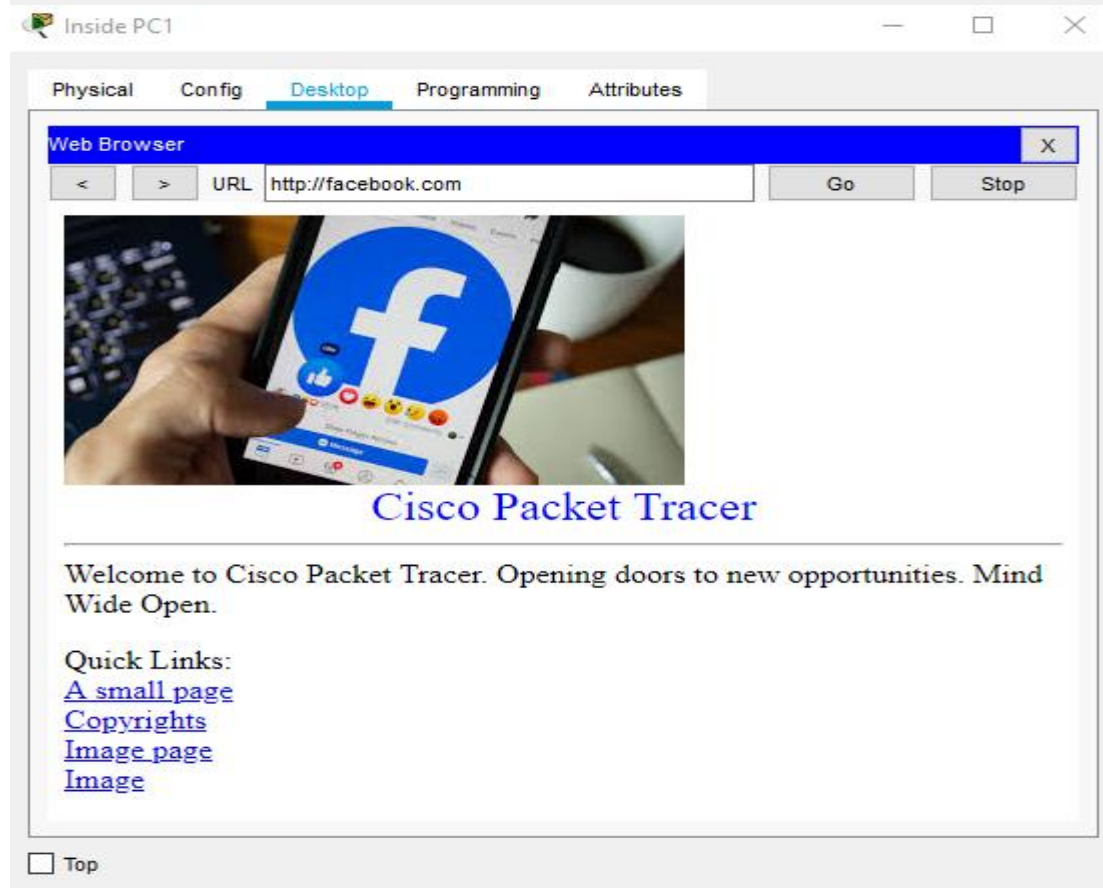 Inside PC1
Physical Config Desktop Programming Attributes
Web Browser X
< > URL http://facebook.com Go Stop
f
Message
Cisco Packet Tracer
Welcome to Cisco Packet Tracer. Opening doors to new opportunities. Mind
Wide Open.
Quick Links:
A small page
Copyrights
Image page
Image
Top